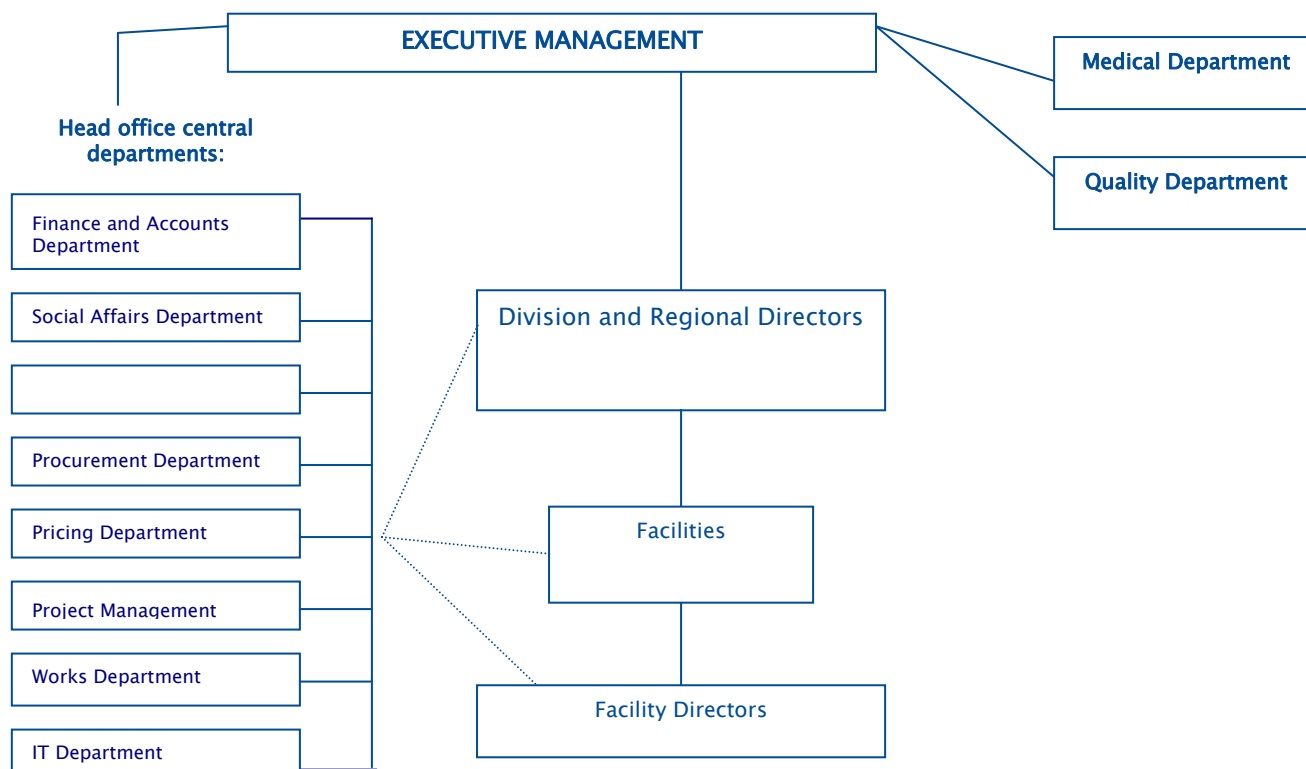 EXECUTIVE MANAGEMENT
Medical Department
Quality Department
Head office central
departments:
Finance and Accounts
Department
Social Affairs Department
Procurement Department
Pricing Department
Project Management
Works Department
IT Department
Division and Regional Directors
Facilities
Facility Directors